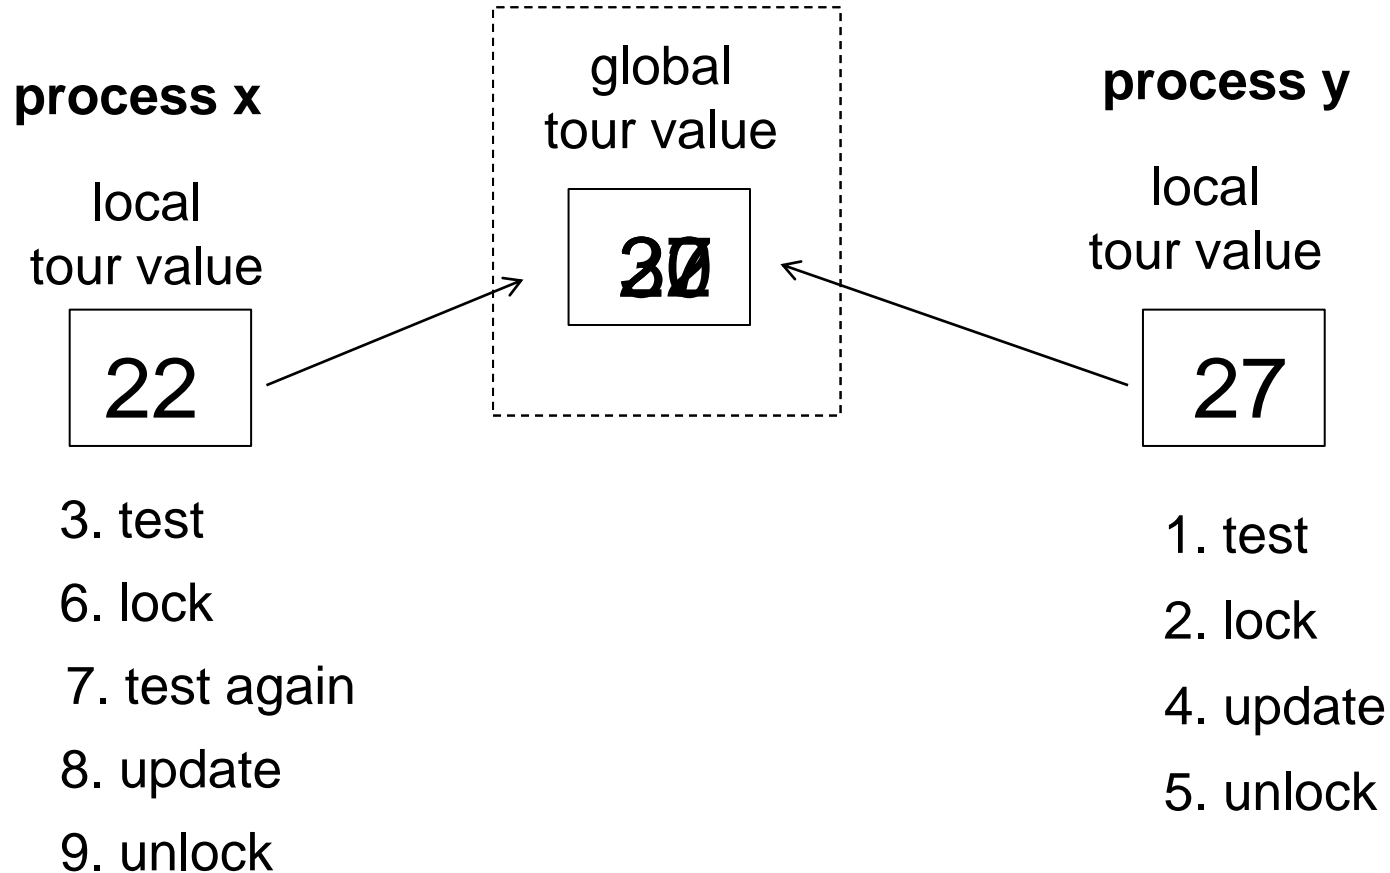 process x
local
tour value
22
3. test
6. lock
7. test again
8. update
9. unlock
global
tour value
process y
local
tour value
27
1. test
2. lock
4. update
5. unlock